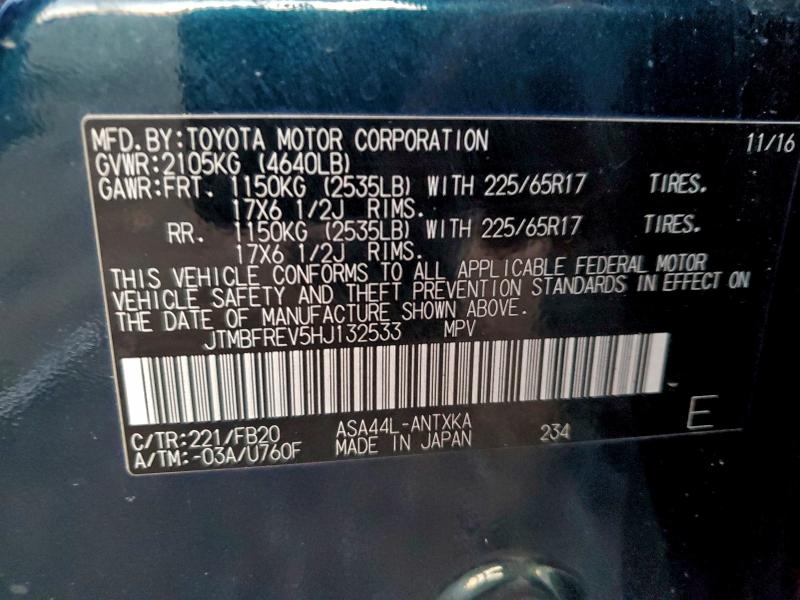 MFD.BY:TOYOTA MOTOR CORPORATION 11/16
GVWR:2105KG (4640LB)
GAWR:FRT. 1150KG (2535LB) WITH 225/65R17 TIRES.
17X6 1/2J RIMS.
RR. 1150KG (2535LB) WITH 225/65R17 TIRES.
17X6 1/2J RIMS.
THIS VEHICLE CONFORMS TO ALL APPLICABLE FEDERAL MOTOR
VEHICLE SAFETY AND THEFT PREVENTION STANDARDS IN EFFECT ON
THE DATE OF MANUFACTURE SHOWN ABOVE.
JTMBFREV5HJ132533 MPV
C/TR:221/FB20 ASA44L-ANTXKA 234 E
A/TM:-03A/U760F MADE IN JAPAN